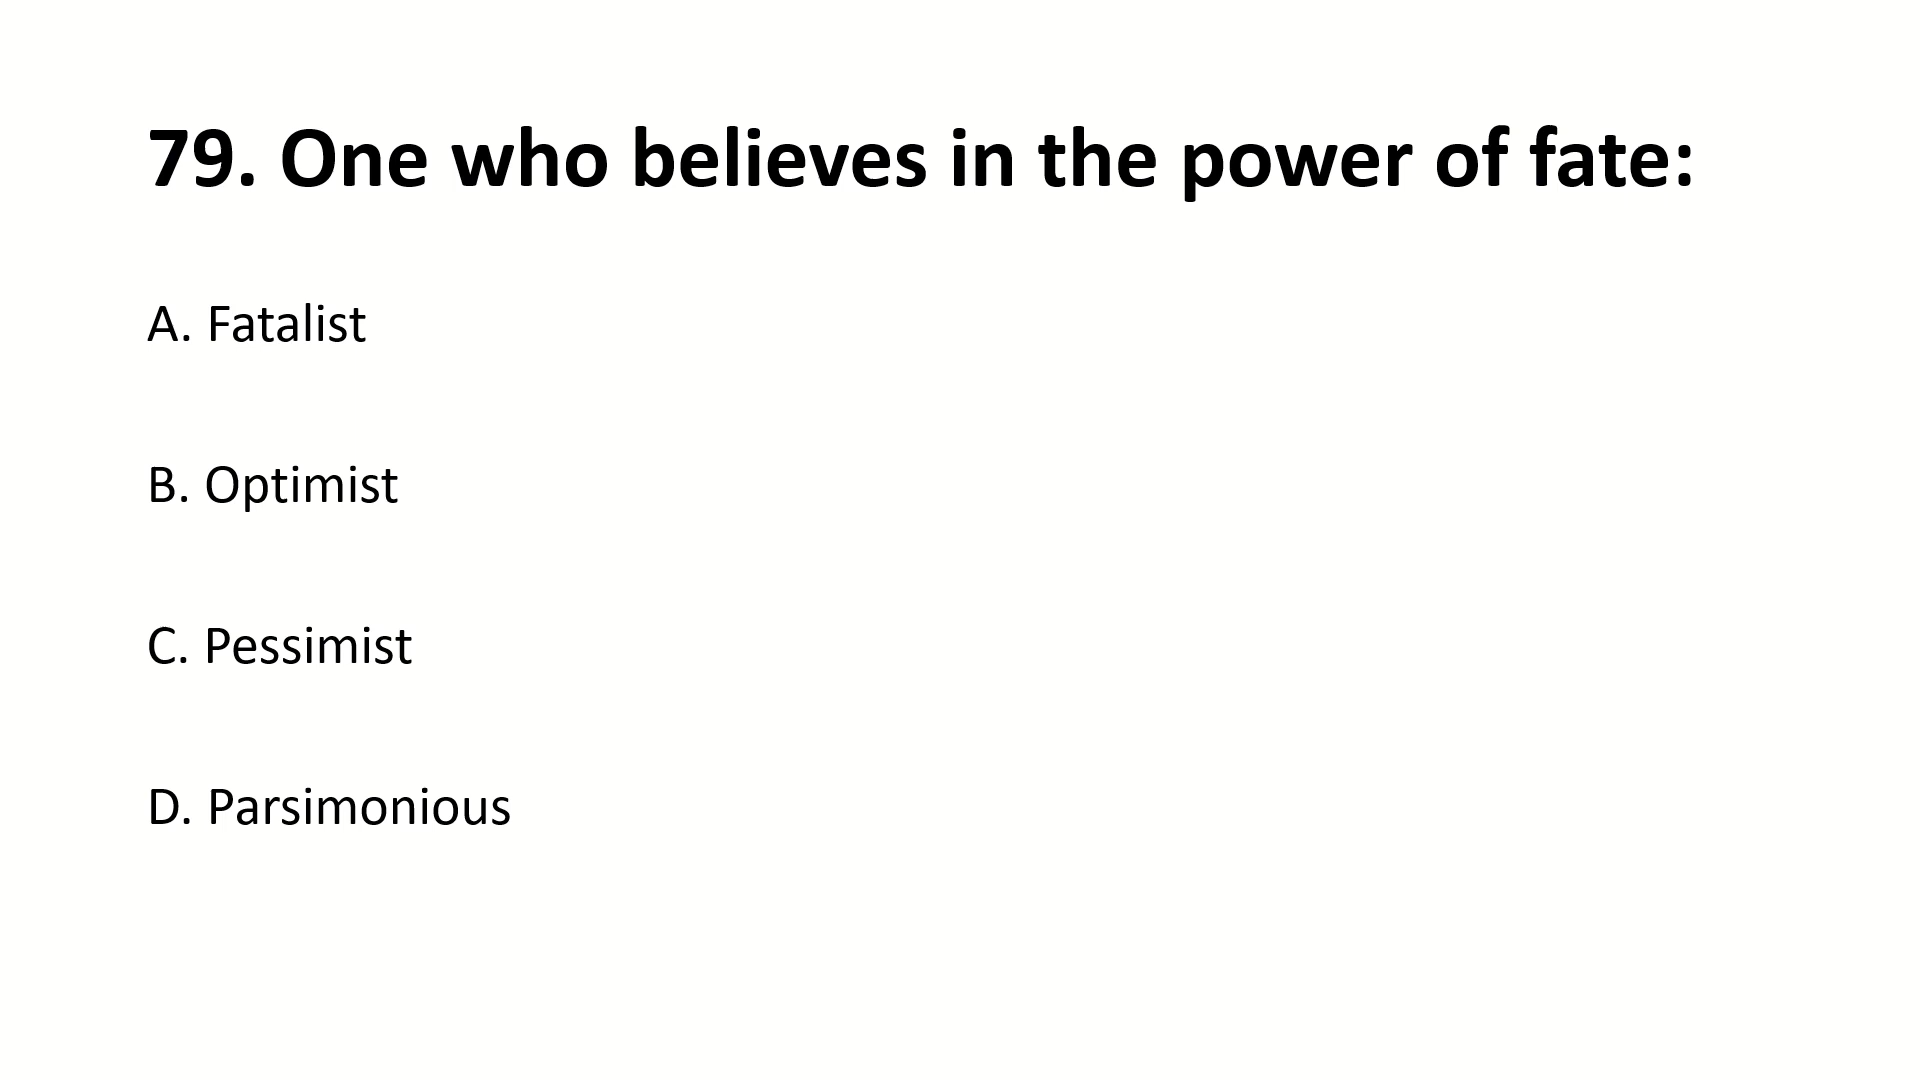 79. One who believes in the power of fate:
A. Fatalist
B. Optimist
C. Pessimist
D. Parsimonious